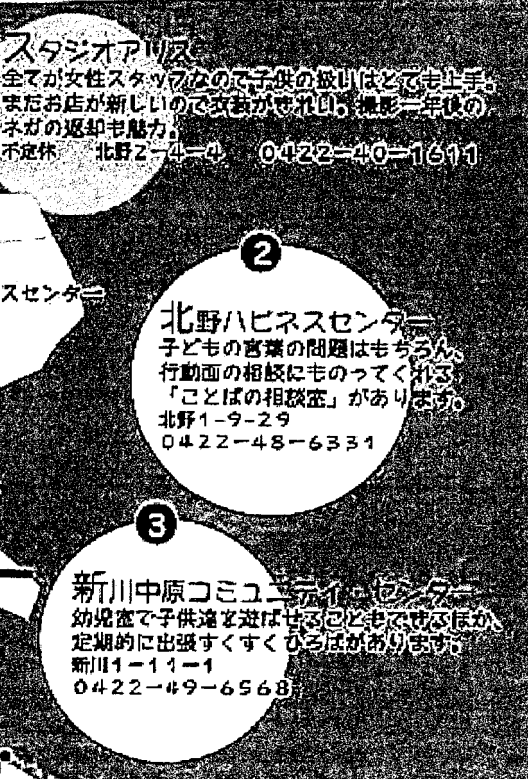 スタジオアリス
全てが女性スタッフなので子供の扱いはとても上手。
まだお店が新しいので衣装がきれい。撮影一年後の
ネガの返却も魅力。
不定休 北野2-4-4 0422-40-1611
スセンター
2
北野ハピネスセンター
子どもの言葉の問題はもちろん、
行動面の相談にものってくれる
「ことばの相談室」があります。
北野1-9-29
0422-48-6331
3
新川中原コミュニティ・センター
幼児室で子供達を遊ばせることもできるほか、
定期的に出張すくすくひろばがあります。
新川1-11-1
0422-49-6568